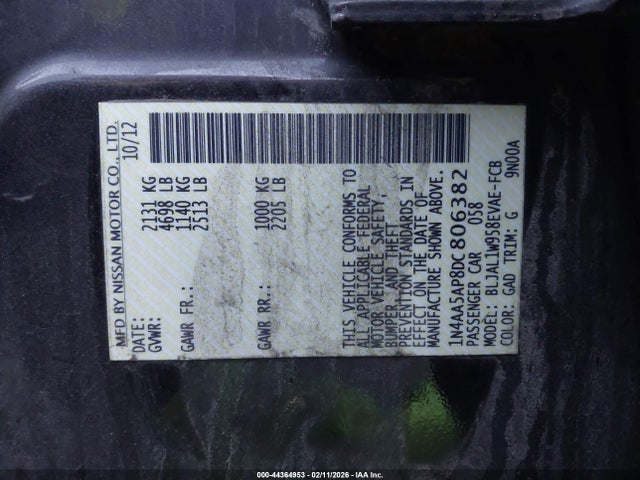 MFD BY NISSAN MOTOR CO., LTD.
DATE: 10/12
GVWR: 2131 KG
4698 LB
GAWR FR.: 1140 KG
2513 LB
GAWR RR.: 1000 KG
2205 LB
THIS VEHICLE CONFORMS TO
ALL APPLICABLE FEDERAL
MOTOR VEHICLE SAFETY,
BUMPER, AND THEFT
PREVENTION STANDARDS IN
EFFECT ON THE DATE OF
MANUFACTURE SHOWN ABOVE.
1N4AA5AP8DC806382
PASSENGER CAR 058
MODEL: BLJAL1W958EVAE-FCB
COLOR: GAD TRIM: G 9N00A
000-44364953 - 02/11/2026 - IAA Inc.